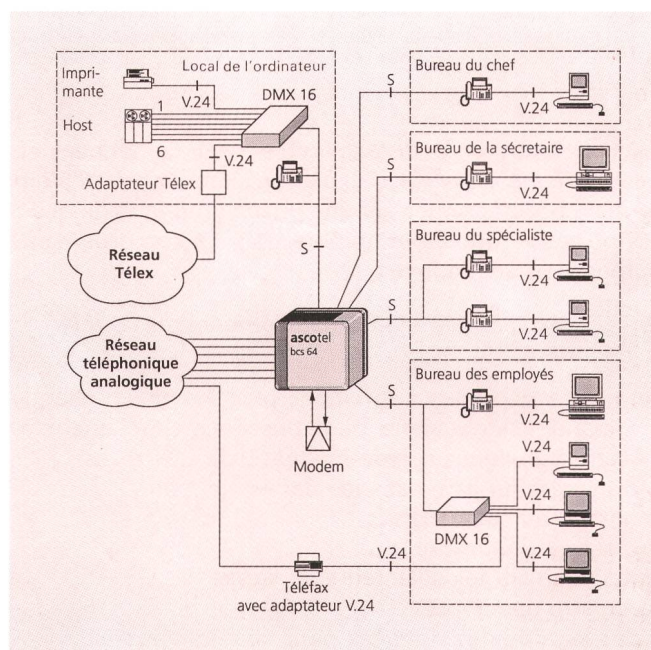 Local de l'ordinateur
Impri-
mante
V.24
DMX 16
Host
1
6
V.24
Adaptateur Télex
Réseau
Télex
S
Réseau
téléphonique
analogique
ascotel
bcs 64
Modem
Téléfax
avec adaptateur V.24
V.24
S
Bureau du chef
V.24
S
Bureau de la sécretaire
V.24
S
Bureau du spécialiste
V.24
V.24
S
Bureau des employés
V.24
V.24
V.24
DMX 16
V.24